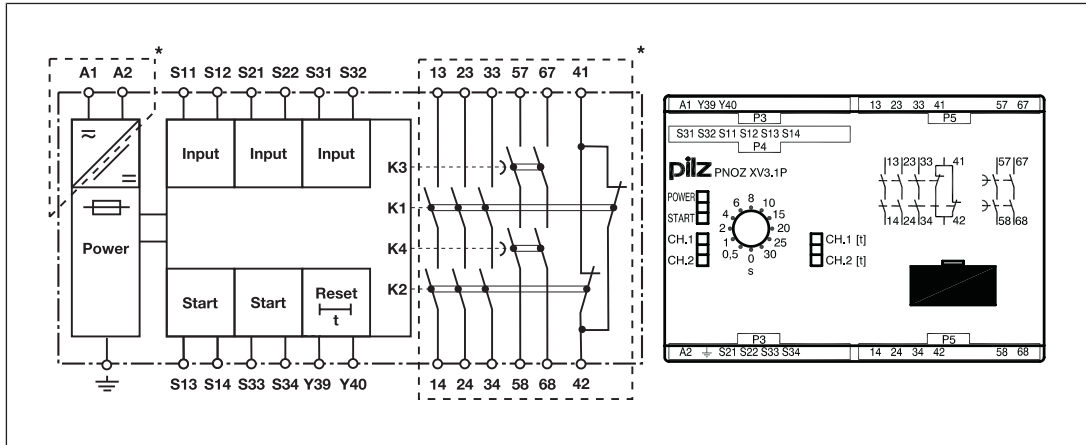 * *
A1 A2 S11 S12 S21 S22 S31 S32 13 23 33 57 67 41
Input Input Input
Power
Start Start Reset
t
K3
K1
K4
K2
S13 S14 S33 S34 Y39 Y40 14 24 34 58 68 42
A1 Y39 Y40 13 23 33 41 57 67
P3 P5
S31 S32 S11 S12 S13 S14
P4
pilz PNOZ XV3.1P
13 23 33 41 57 67
14 24 34 42 58 68
POWER
START
CH.1
CH.2
8
6 10
4 15
2 20
1 25
0,5 30
0
s
CH.1 [t]
CH.2 [t]
P3 P5
A2 ⏚ S21 S22 S33 S34 14 24 34 42 58 68